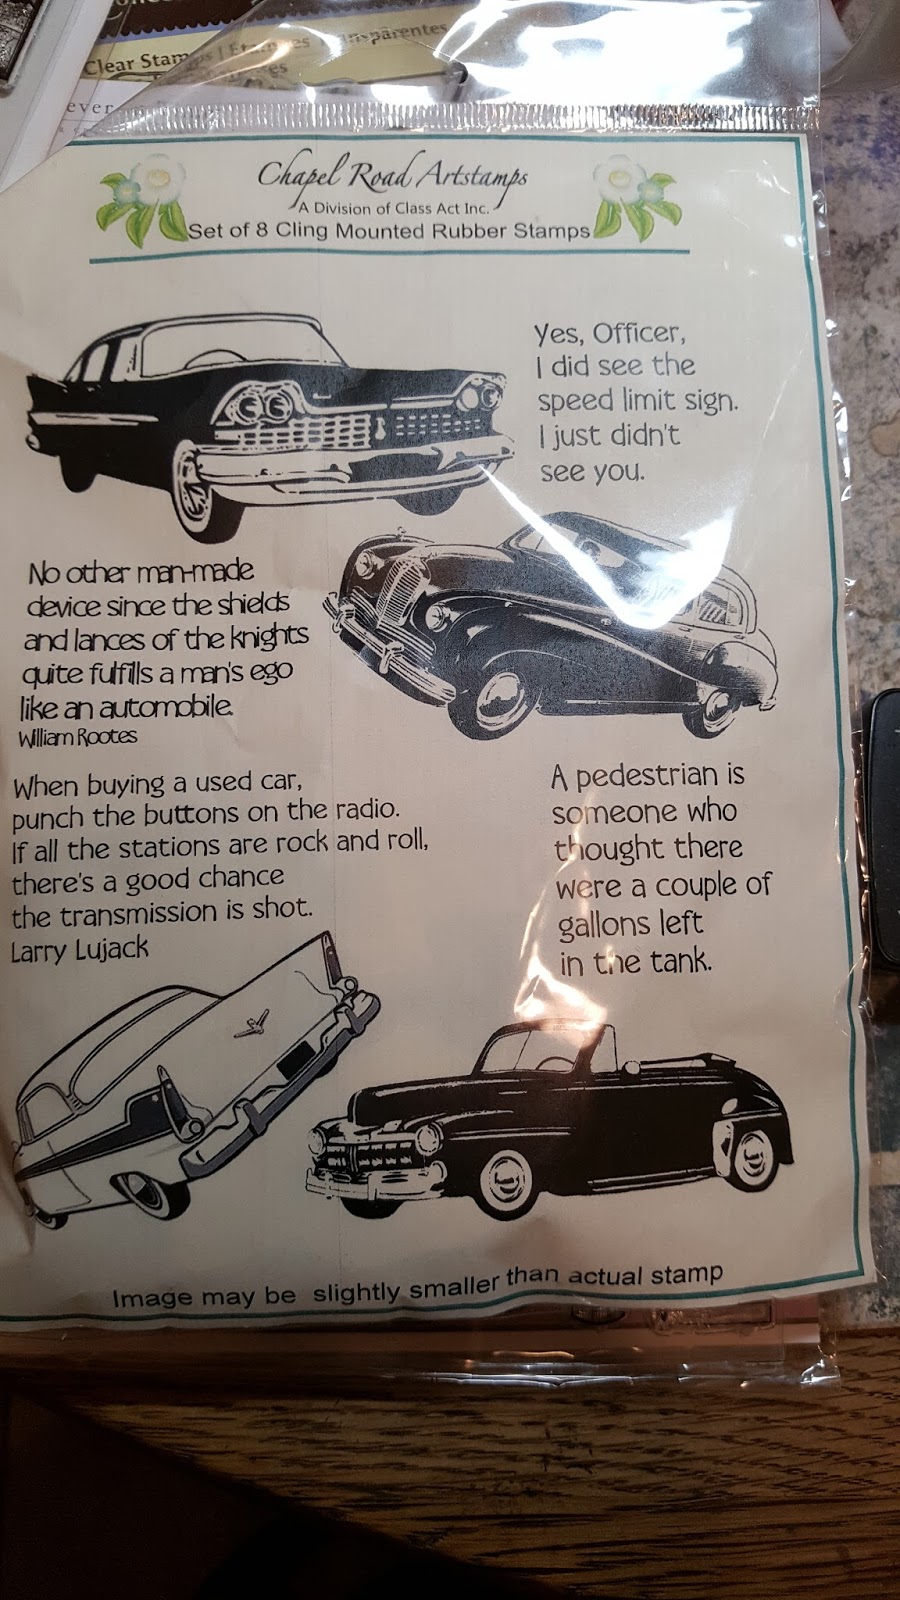 Clear Stamps | Étampes Transparentes
ever
Chapel Road Artstamps
A Division of Class Act Inc.
Set of 8 Cling Mounted Rubber Stamps
Yes, Officer,
I did see the
speed limit sign.
I just didn't
see you.
No other man-made
device since the shields
and lances of the knights
quite fulfills a man's ego
like an automobile.
William Rootes
When buying a used car,
punch the buttons on the radio.
If all the stations are rock and roll,
there's a good chance
the transmission is shot.
Larry Lujack
A pedestrian is
someone who
thought there
were a couple of
gallons left
in the tank.
Image may be slightly smaller than actual stamp